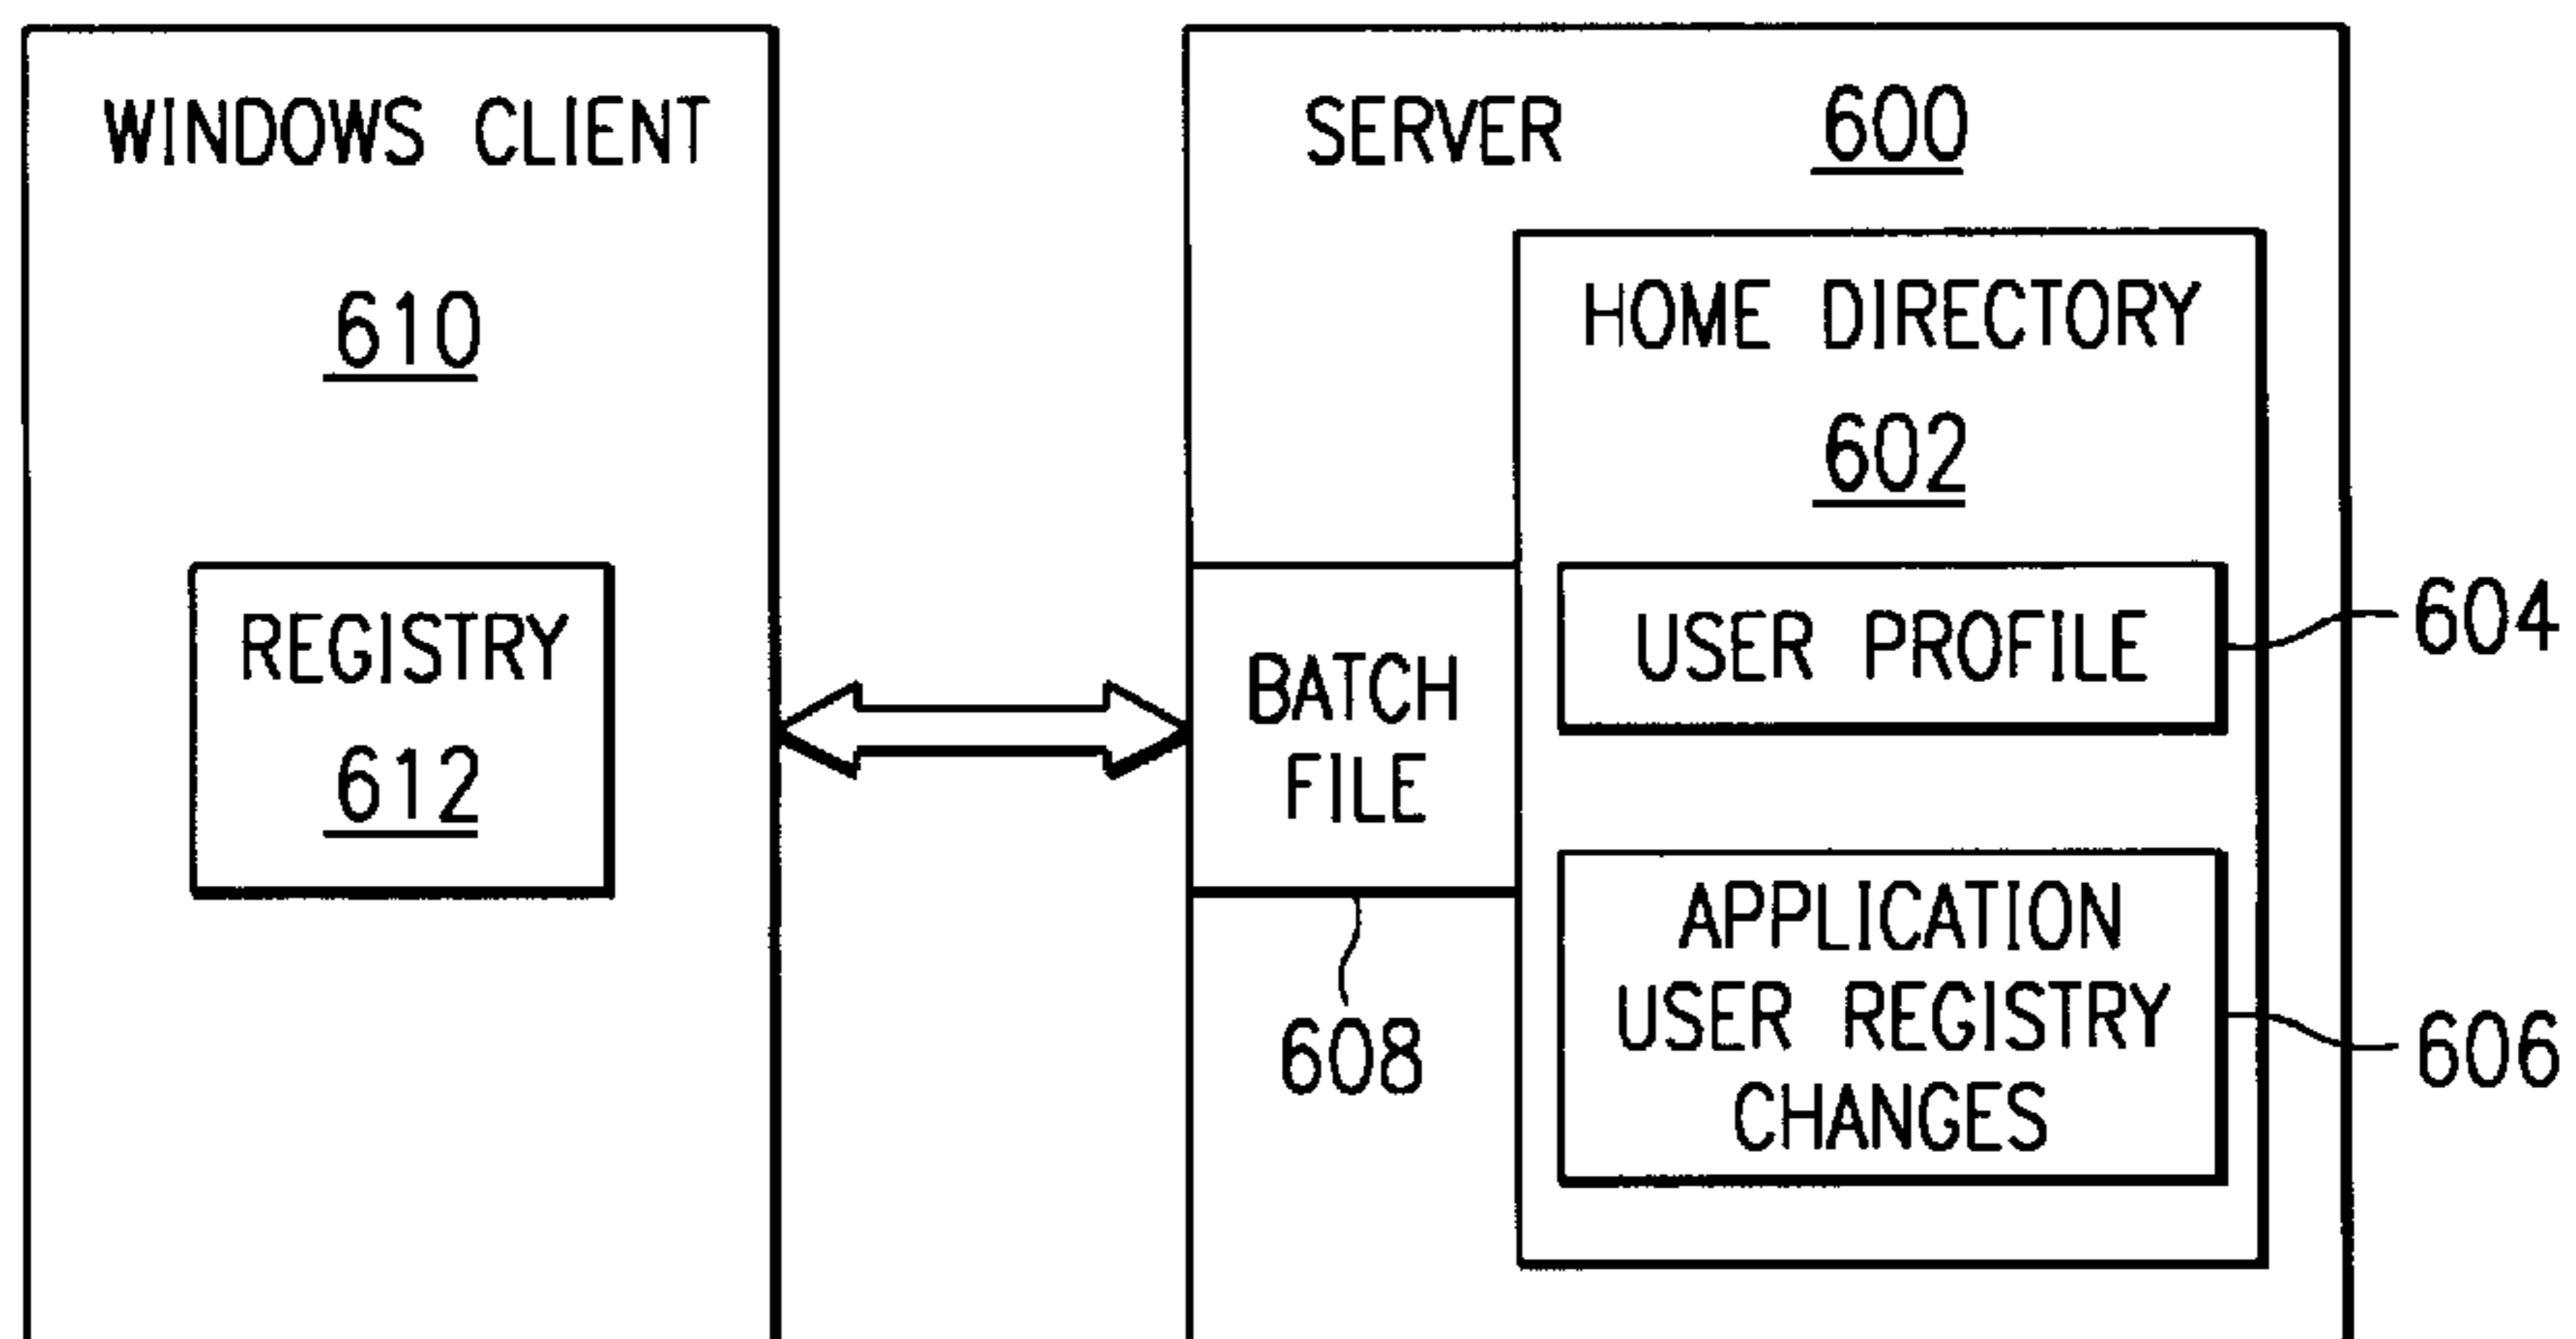 WINDOWS CLIENT
610
REGISTRY
612
SERVER 600
HOME DIRECTORY
602
USER PROFILE
604
BATCH
FILE
608
APPLICATION
USER REGISTRY
CHANGES
606